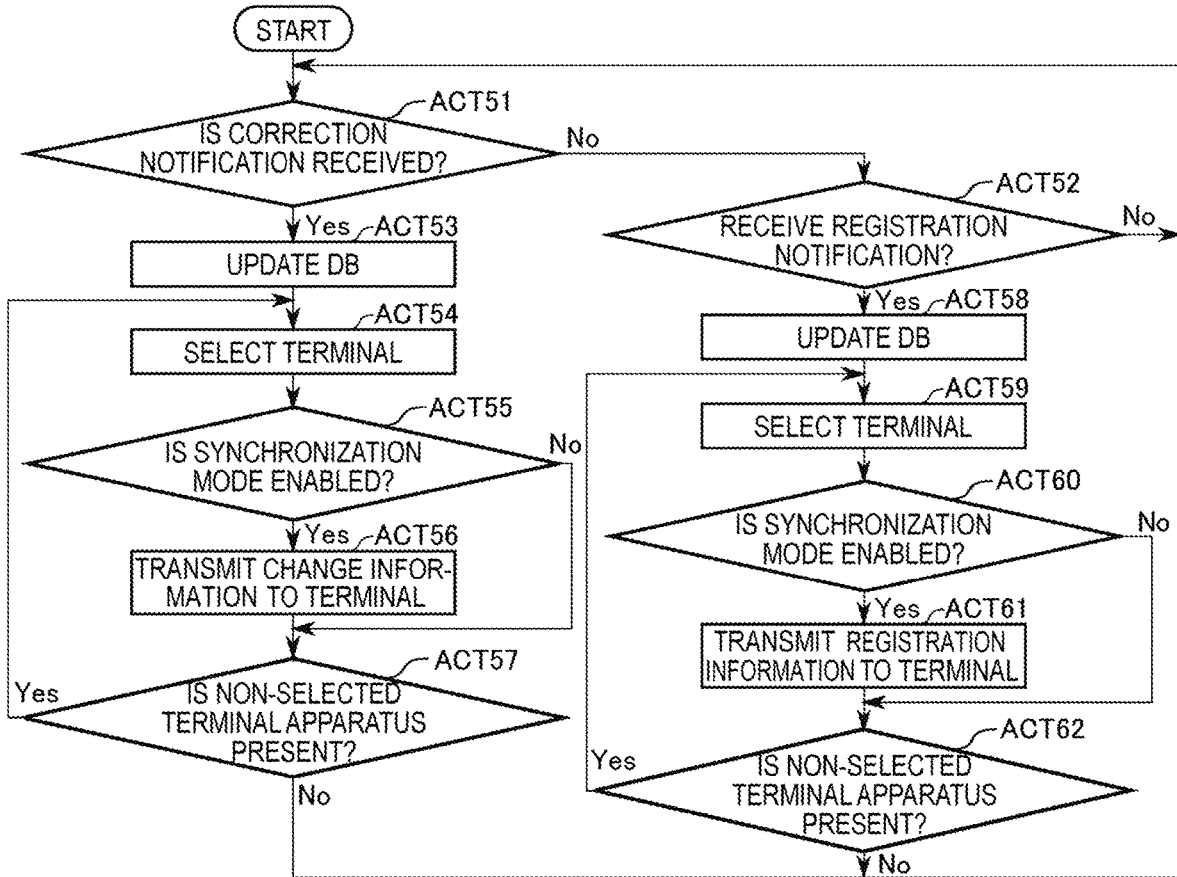 START
ACT51
IS CORRECTION
NOTIFICATION RECEIVED?
No
Yes
ACT53
UPDATE DB
ACT54
SELECT TERMINAL
ACT55
IS SYNCHRONIZATION
MODE ENABLED?
No
Yes
ACT56
TRANSMIT CHANGE INFOR-
MATION TO TERMINAL
ACT57
Yes
IS NON-SELECTED
TERMINAL APPARATUS
PRESENT?
No
ACT52
RECEIVE REGISTRATION
NOTIFICATION?
No
Yes
ACT58
UPDATE DB
ACT59
SELECT TERMINAL
ACT60
IS SYNCHRONIZATION
MODE ENABLED?
No
Yes
ACT61
TRANSMIT REGISTRATION
INFORMATION TO TERMINAL
ACT62
Yes
IS NON-SELECTED
TERMINAL APPARATUS
PRESENT?
No